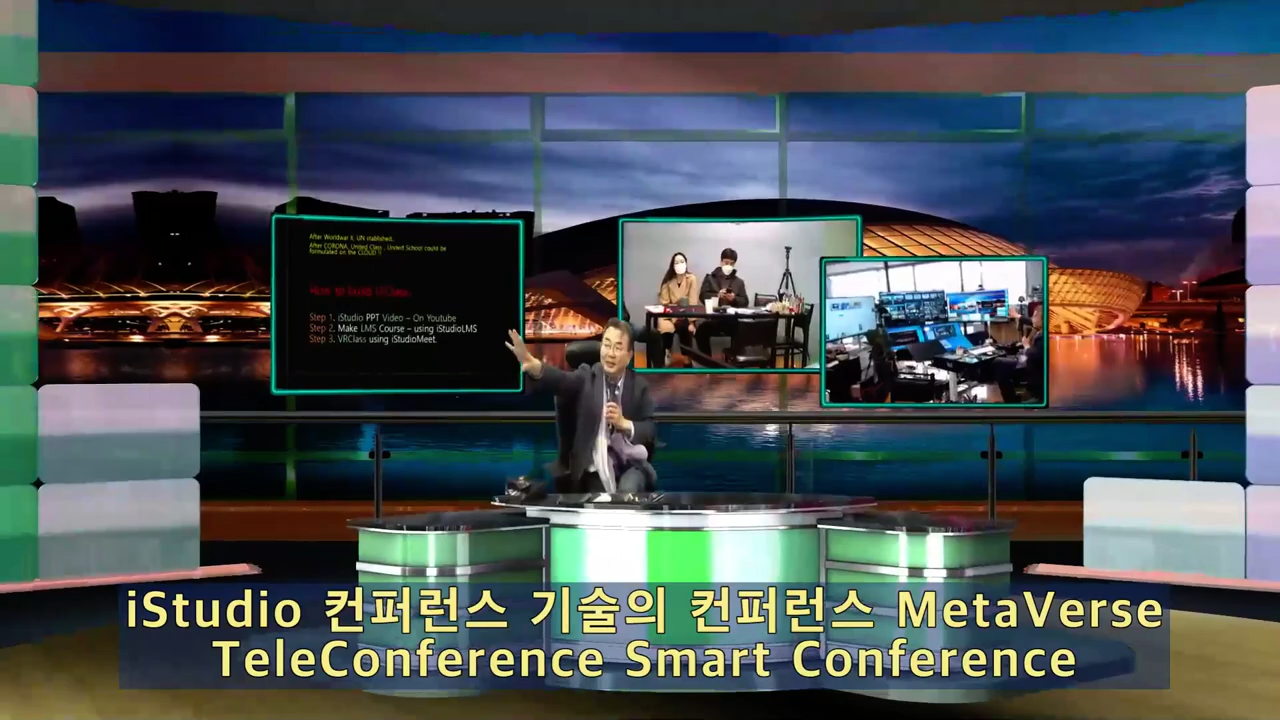 After Worldwar II, UN stablished.
After CORONA, United Class , United School could be
formulated on the CLOUD !!
How to build UFClass.
Step 1. iStudio PPT Video – On Youtube
Step 2. Make LMS Course – using iStudioLMS
Step 3. VRClass using iStudioMeet.
iStudio 컨퍼런스 기술의 컨퍼런스 MetaVerse
TeleConference Smart Conference